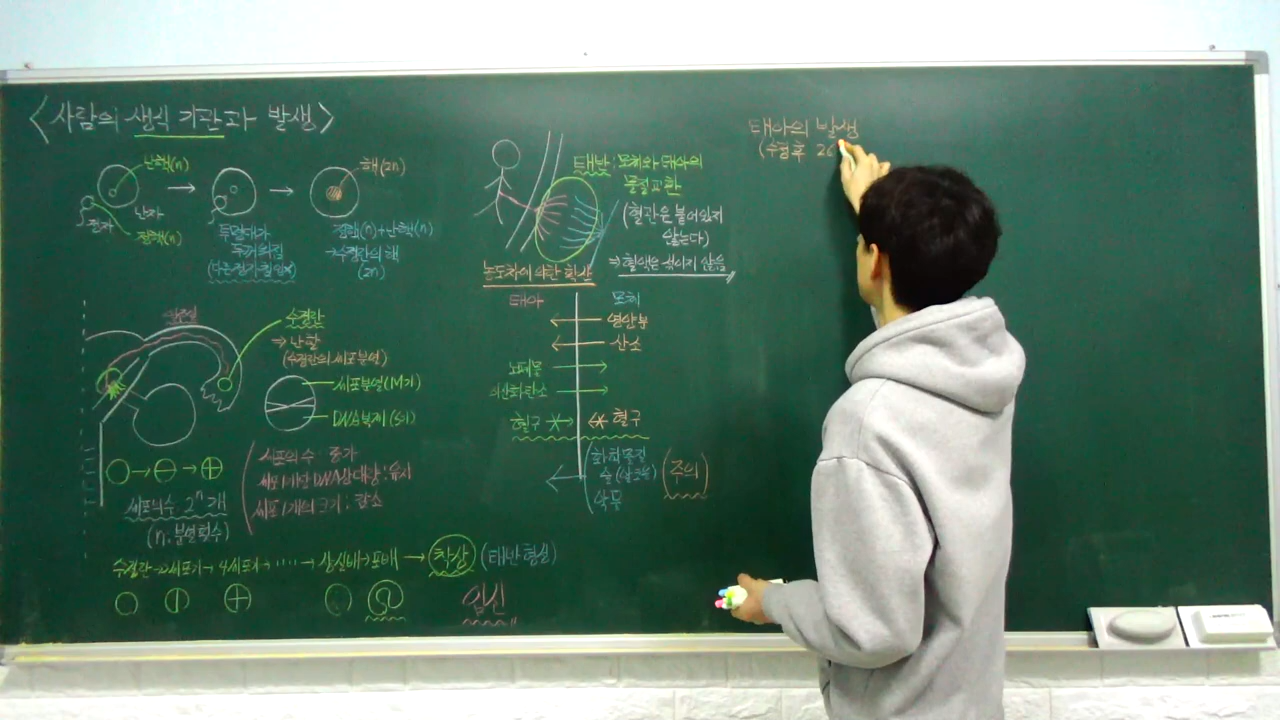 <사람의 생식 기관과 발생>
난핵(n)
정자
난자
정핵(n)
투명대가
두꺼워짐
(다른 정자 침입 x)
핵(2n)
정핵(n)+난핵(n)
→수정란의 핵
(2n)
수정란
⇒ 난할
(수정란의 세포분열)
세포분열(M기)
DNA복제(S기)
세포의 수 : 증가
세포 1개당 DNA상대량 : 유지
세포 1개의 크기 : 감소
세포의 수 2ⁿ개
(n : 분열횟수)
수정란→2세포기→4세포기→·····→상실배→포배→착상 (태반 형성)
임신
태반 : 모체와 태아의
물질교환
(혈관은 붙어있지
않는다)
⇒ 혈액은 섞이지 않음
농도차에 의한 확산
태아 모체
영양분
산소
노폐물
이산화탄소
혈구 혈구
화학물질
술 (알코올)
약물
(주의)
태아의 발생
(수정 후